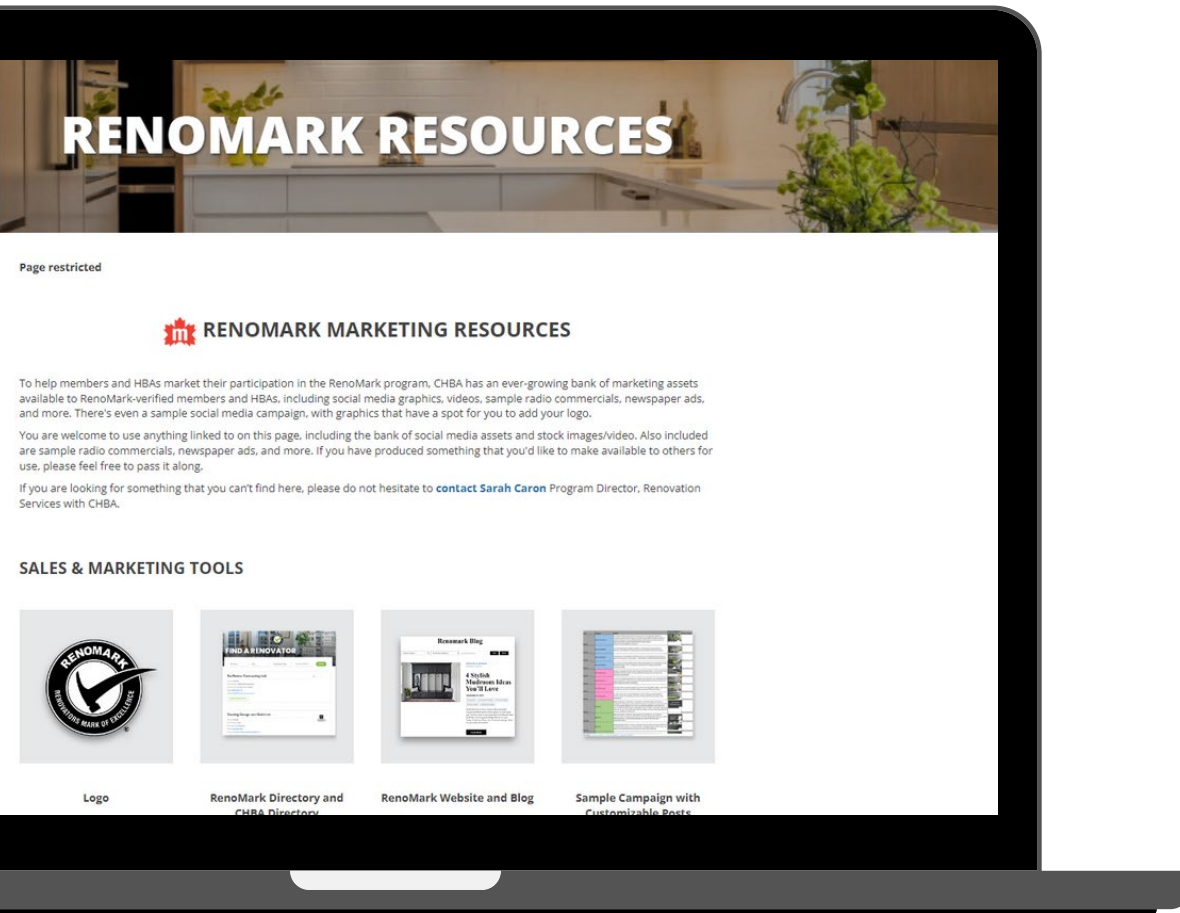 RENOMARK RESOURCES
Page restricted
RENOMARK MARKETING RESOURCES
To help members and HBAs market their participation in the RenoMark program, CHBA has an ever-growing bank of marketing assets
available to RenoMark-verified members and HBAs, including social media graphics, videos, sample radio commercials, newspaper ads,
and more. There's even a sample social media campaign, with graphics that have a spot for you to add your logo.
You are welcome to use anything linked to on this page, including the bank of social media assets and stock images/video. Also included
are sample radio commercials, newspaper ads, and more. If you have produced something that you'd like to make available to others for
use, please feel free to pass it along.
If you are looking for something that you can't find here, please do not hesitate to contact Sarah Caron Program Director, Renovation
Services with CHBA.
SALES & MARKETING TOOLS
RENOMARK
RENOVATORS MARK OF EXCELLENCE
FIND A RENOVATOR
Renomark Blog
4 Stylish
Mudroom Ideas
You'll Love
Logo
RenoMark Directory and
CHBA Directory
RenoMark Website and Blog
Sample Campaign with
Customizable Posts